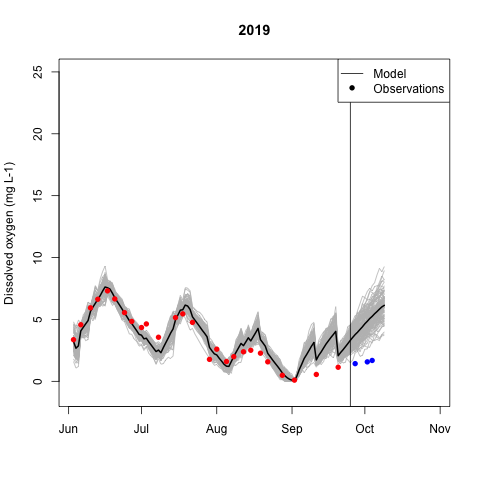 2019
Model
Observations
Dissolved oxygen (mg L-1)
25
20
15
10
5
0
Jun Jul Aug Sep Oct Nov